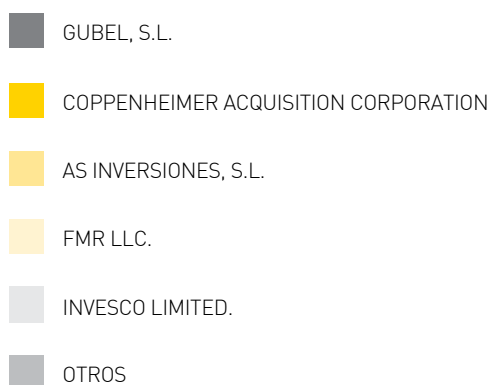 GUBEL, S.L.
COPPENHEIMER ACQUISITION CORPORATION
AS INVERSIONES, S.L.
FMR LLC.
INVESCO LIMITED.
OTROS